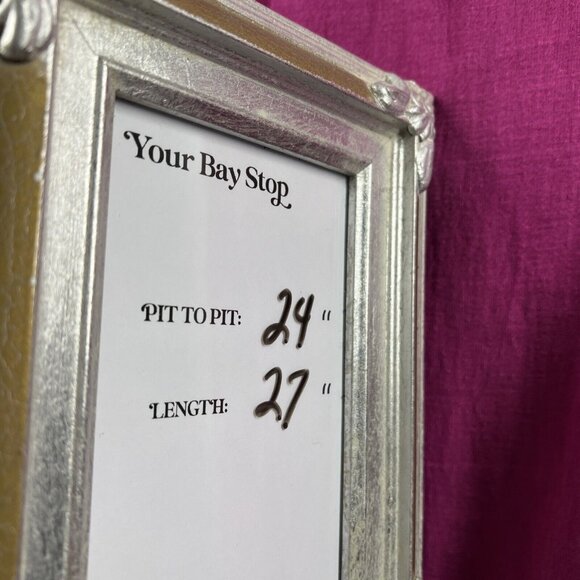 Your Bay Stop
PIT TO PIT: 24 "
LENGTH: 27 "